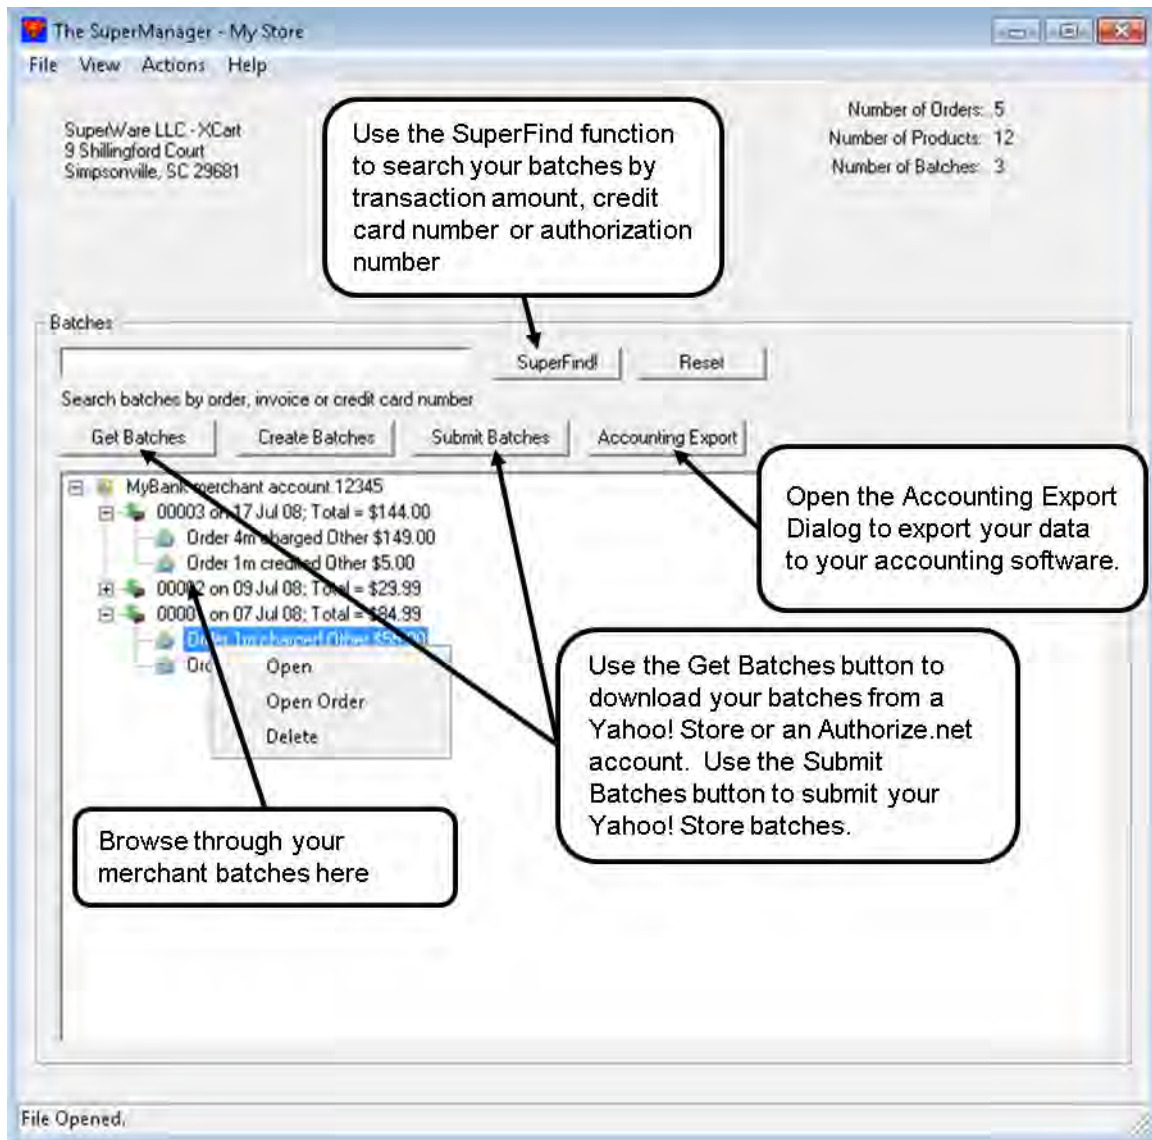 The SuperManager - My Store
File View Actions Help
SuperWare LLC - XCart
9 Shillingford Court
Simpsonville, SC 29681
Use the SuperFind function
to search your batches by
transaction amount, credit
card number or authorization
number
Number of Orders: 5
Number of Products: 12
Number of Batches: 3
Batches
SuperFind! Reset
Search batches by order, invoice or credit card number
Get Batches Create Batches Submit Batches Accounting Export
MyBank merchant account 12345
00003 on 17 Jul 08; Total = $144.00
Order 4m charged Other $149.00
Order 1m credited Other $5.00
00002 on 09 Jul 08; Total = $29.99
00001 on 07 Jul 08; Total = $84.99
Order 1m charged Other $55.00
Open
Open Order
Delete
Open the Accounting Export
Dialog to export your data
to your accounting software.
Use the Get Batches button to
download your batches from a
Yahoo! Store or an Authorize.net
account. Use the Submit
Batches button to submit your
Yahoo! Store batches.
Browse through your
merchant batches here
File Opened.